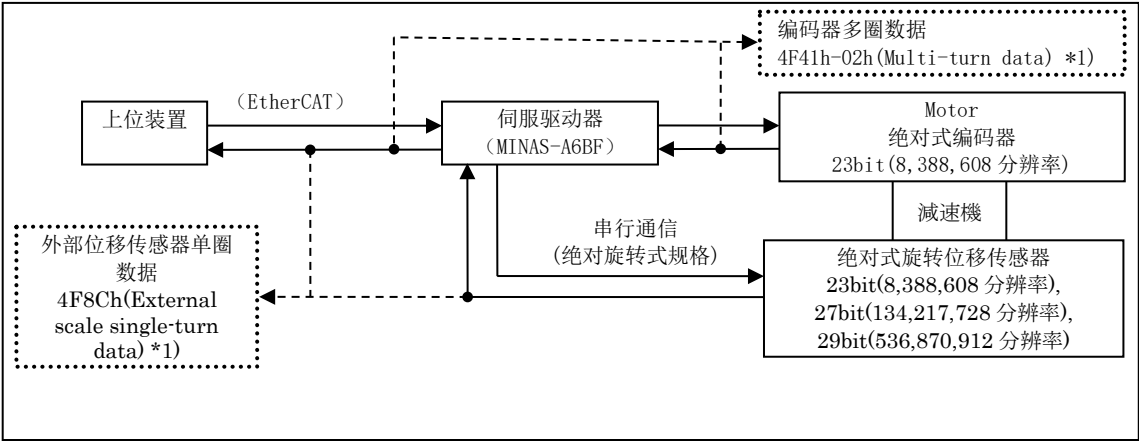 编码器多圈数据
4F41h-02h(Multi-turn data) *1)
（EtherCAT）
上位装置
伺服驱动器
（MINAS-A6BF）
Motor
绝对式编码器
23bit(8,388,608 分辨率)
减速機
串行通信
(绝对旋转式规格)
外部位移传感器单圈
数据
4F8Ch(External
scale single-turn
data) *1)
绝对式旋转位移传感器
23bit(8,388,608 分辨率),
27bit(134,217,728 分辨率),
29bit(536,870,912 分辨率)